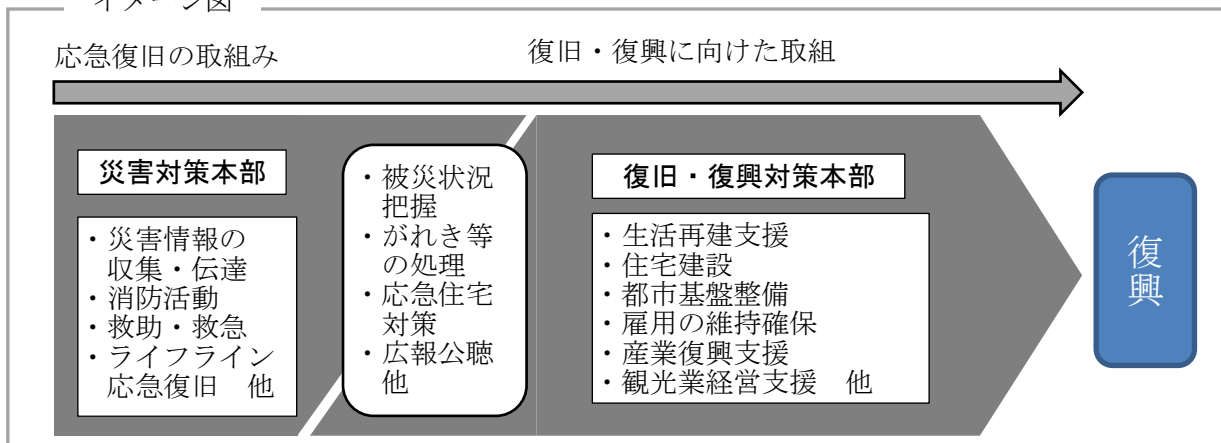 イメージ図
応急復旧の取組み
復旧・復興に向けた取組
災害対策本部
・災害情報の
収集・伝達
・消防活動
・救助・救急
・ライフライン
応急復旧　他
・被災状況
把握
・がれき等
の処理
・応急住宅
対策
・広報公聴
他
復旧・復興対策本部
・生活再建支援
・住宅建設
・都市基盤整備
・雇用の維持確保
・産業復興支援
・観光業経営支援　他
復興